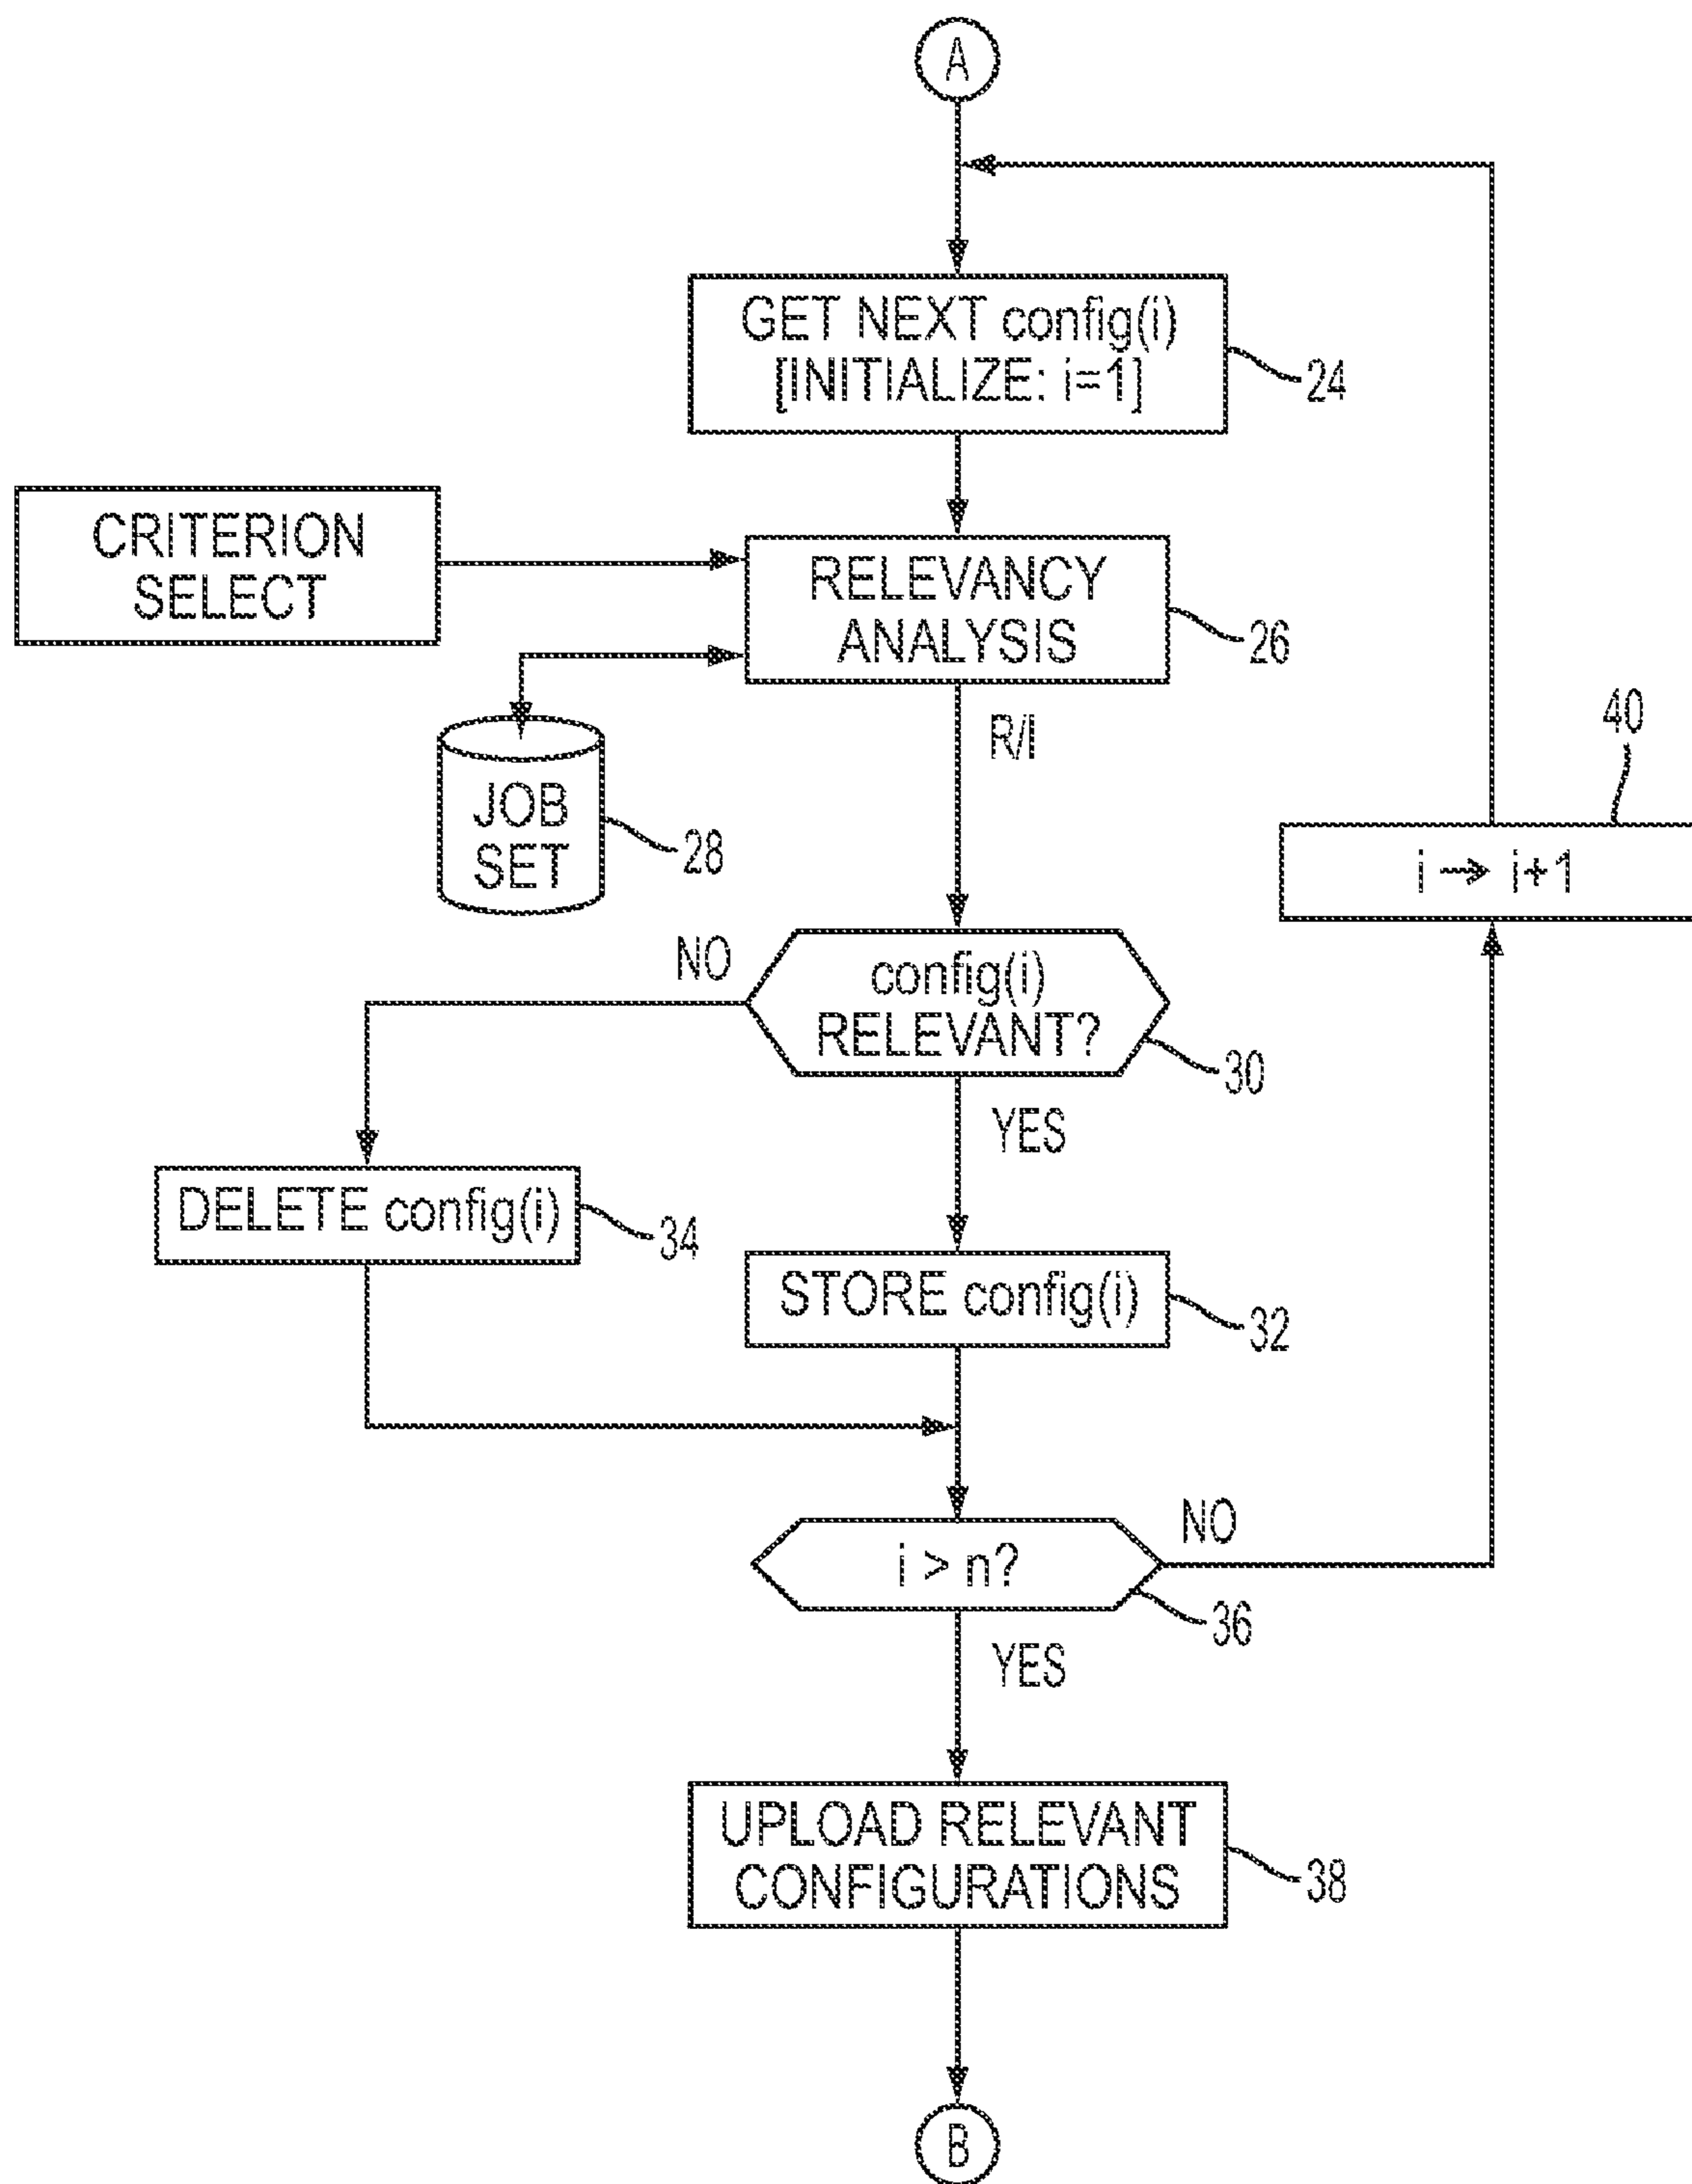 A
GET NEXT config(i)
[INITIALIZE: i=1]
24
CRITERION
SELECT
RELEVANCY
ANALYSIS
26
R/I
40
JOB
SET
28
i → i+1
NO
config(i)
RELEVANT?
30
YES
DELETE config(i)
34
STORE config(i)
32
NO
i > n?
36
YES
UPLOAD RELEVANT
CONFIGURATIONS
38
B